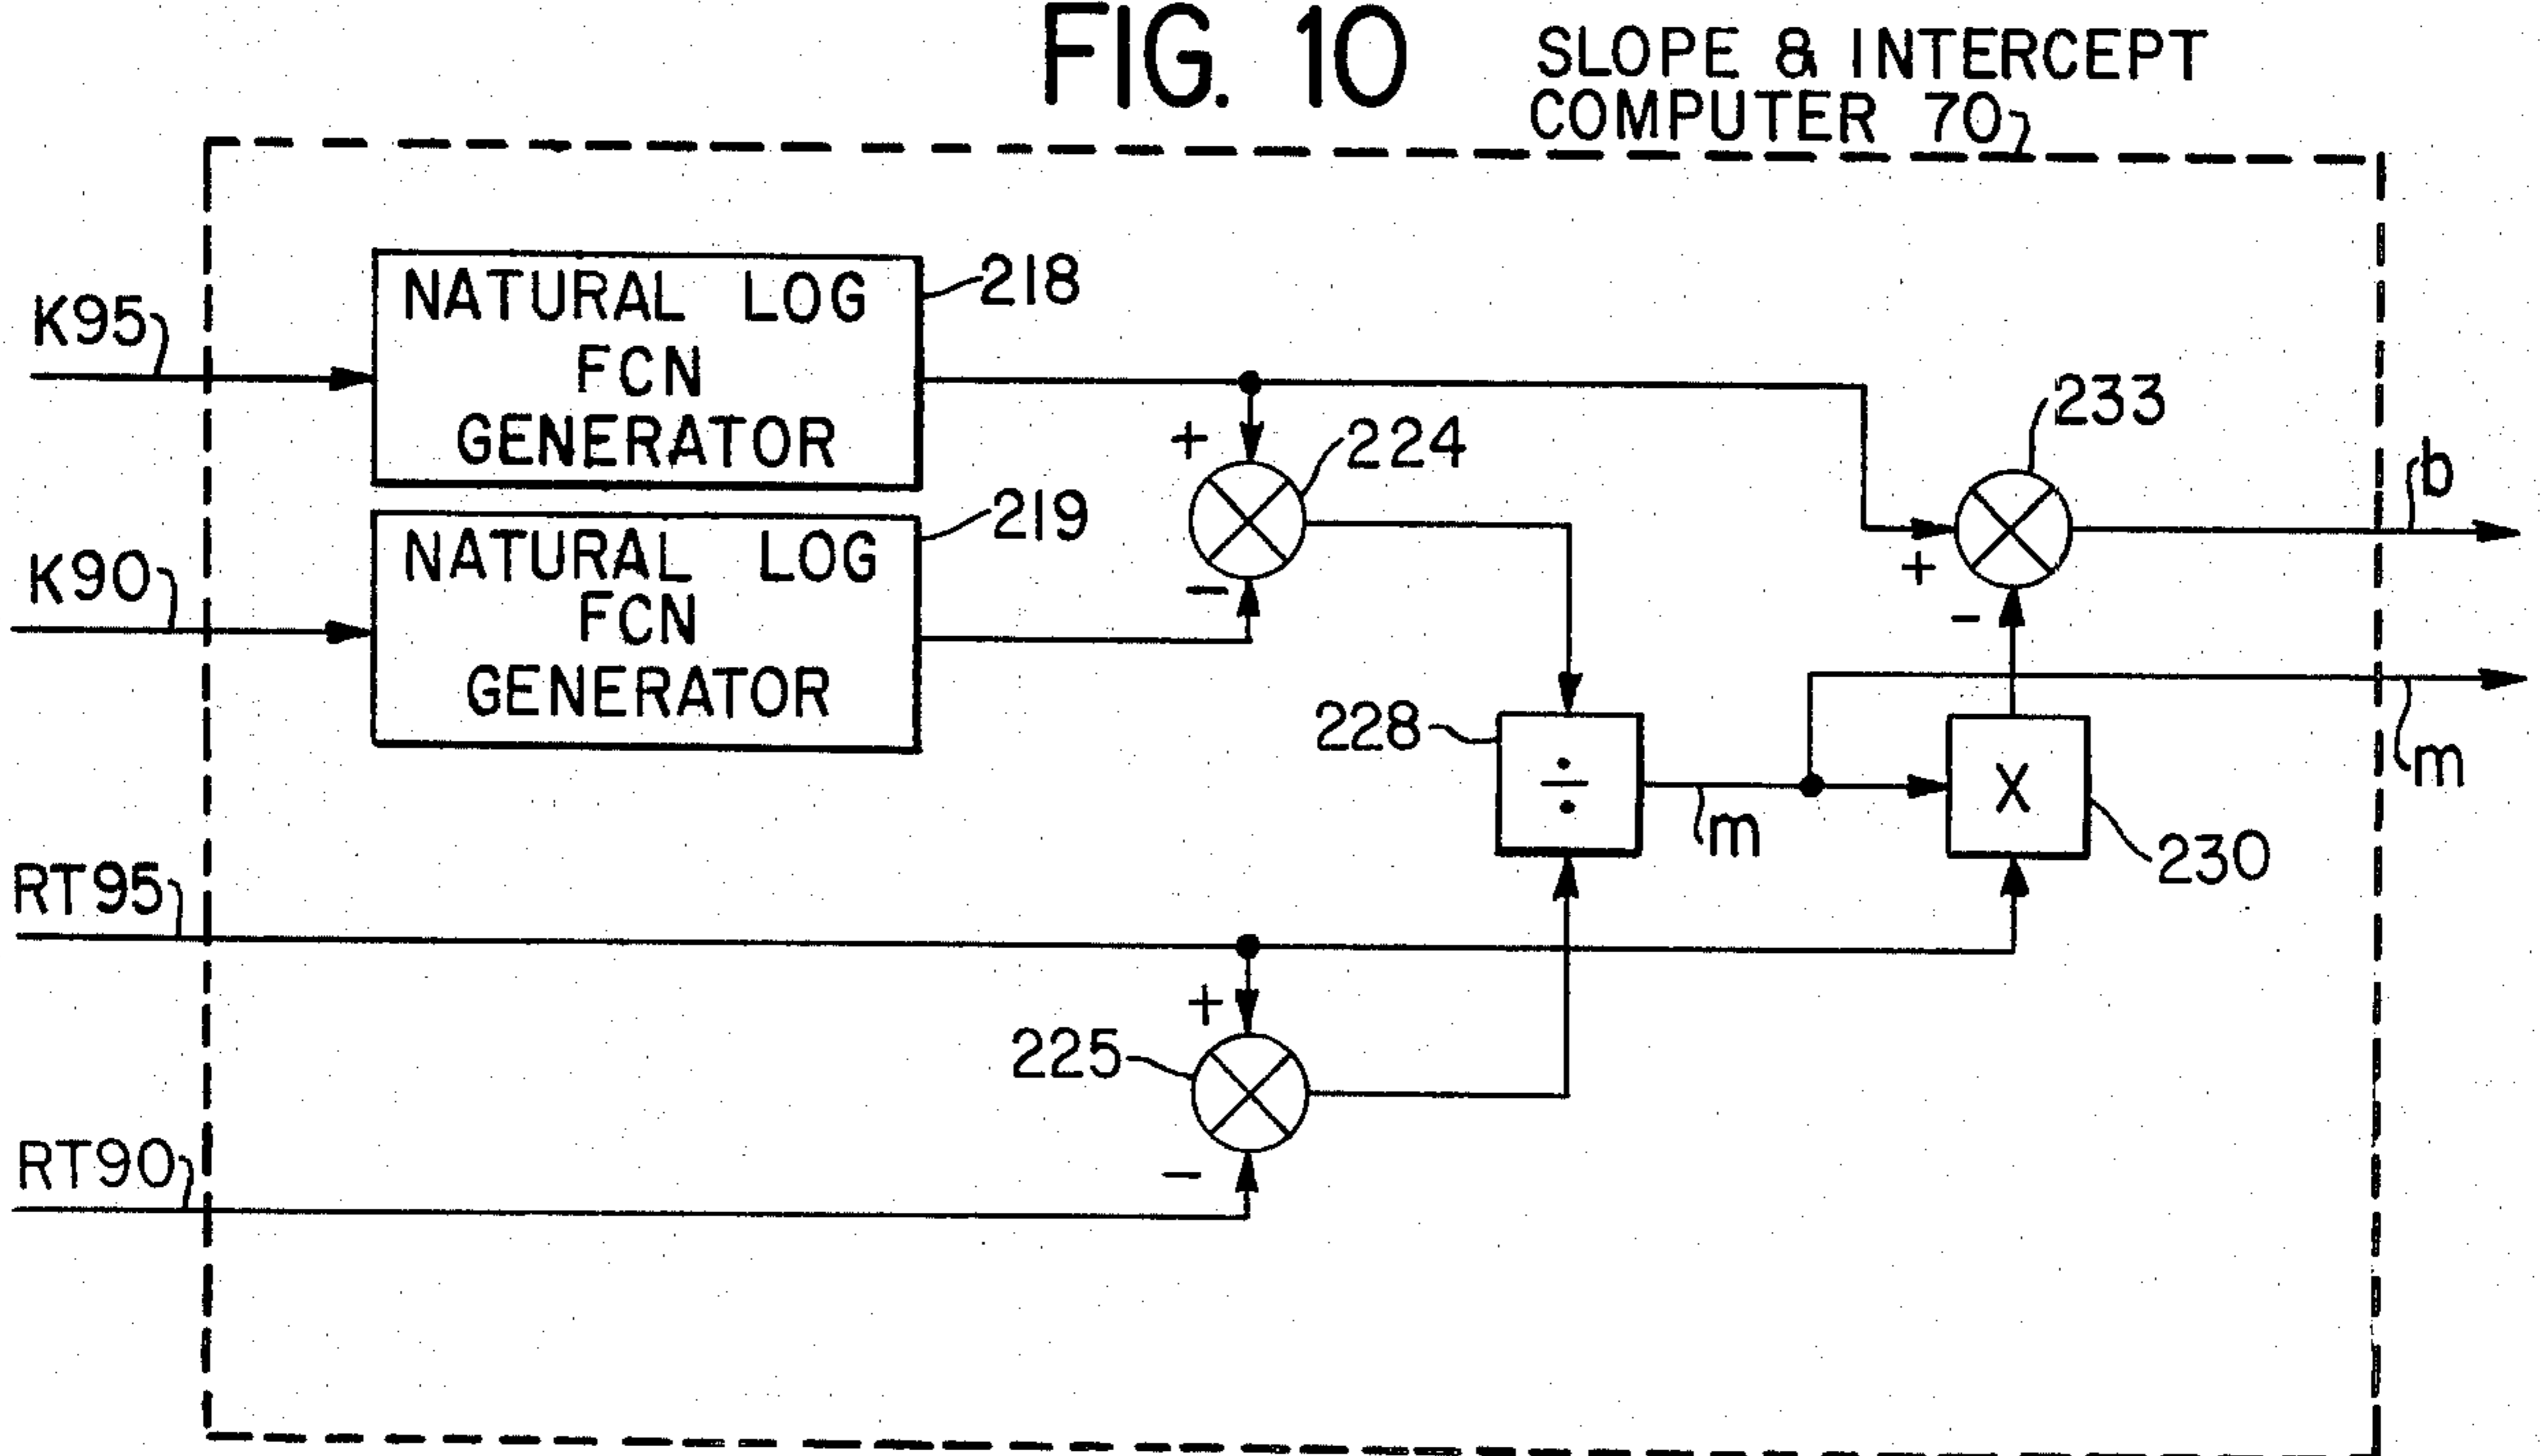 FIG. 10
SLOPE & INTERCEPT
COMPUTER 70
K95
NATURAL LOG
FCN
GENERATOR
218
+
224
-
233
+
-
b
K90
NATURAL LOG
FCN
GENERATOR
219
228
÷
m
X
230
m
RT95
+
225
-
RT90